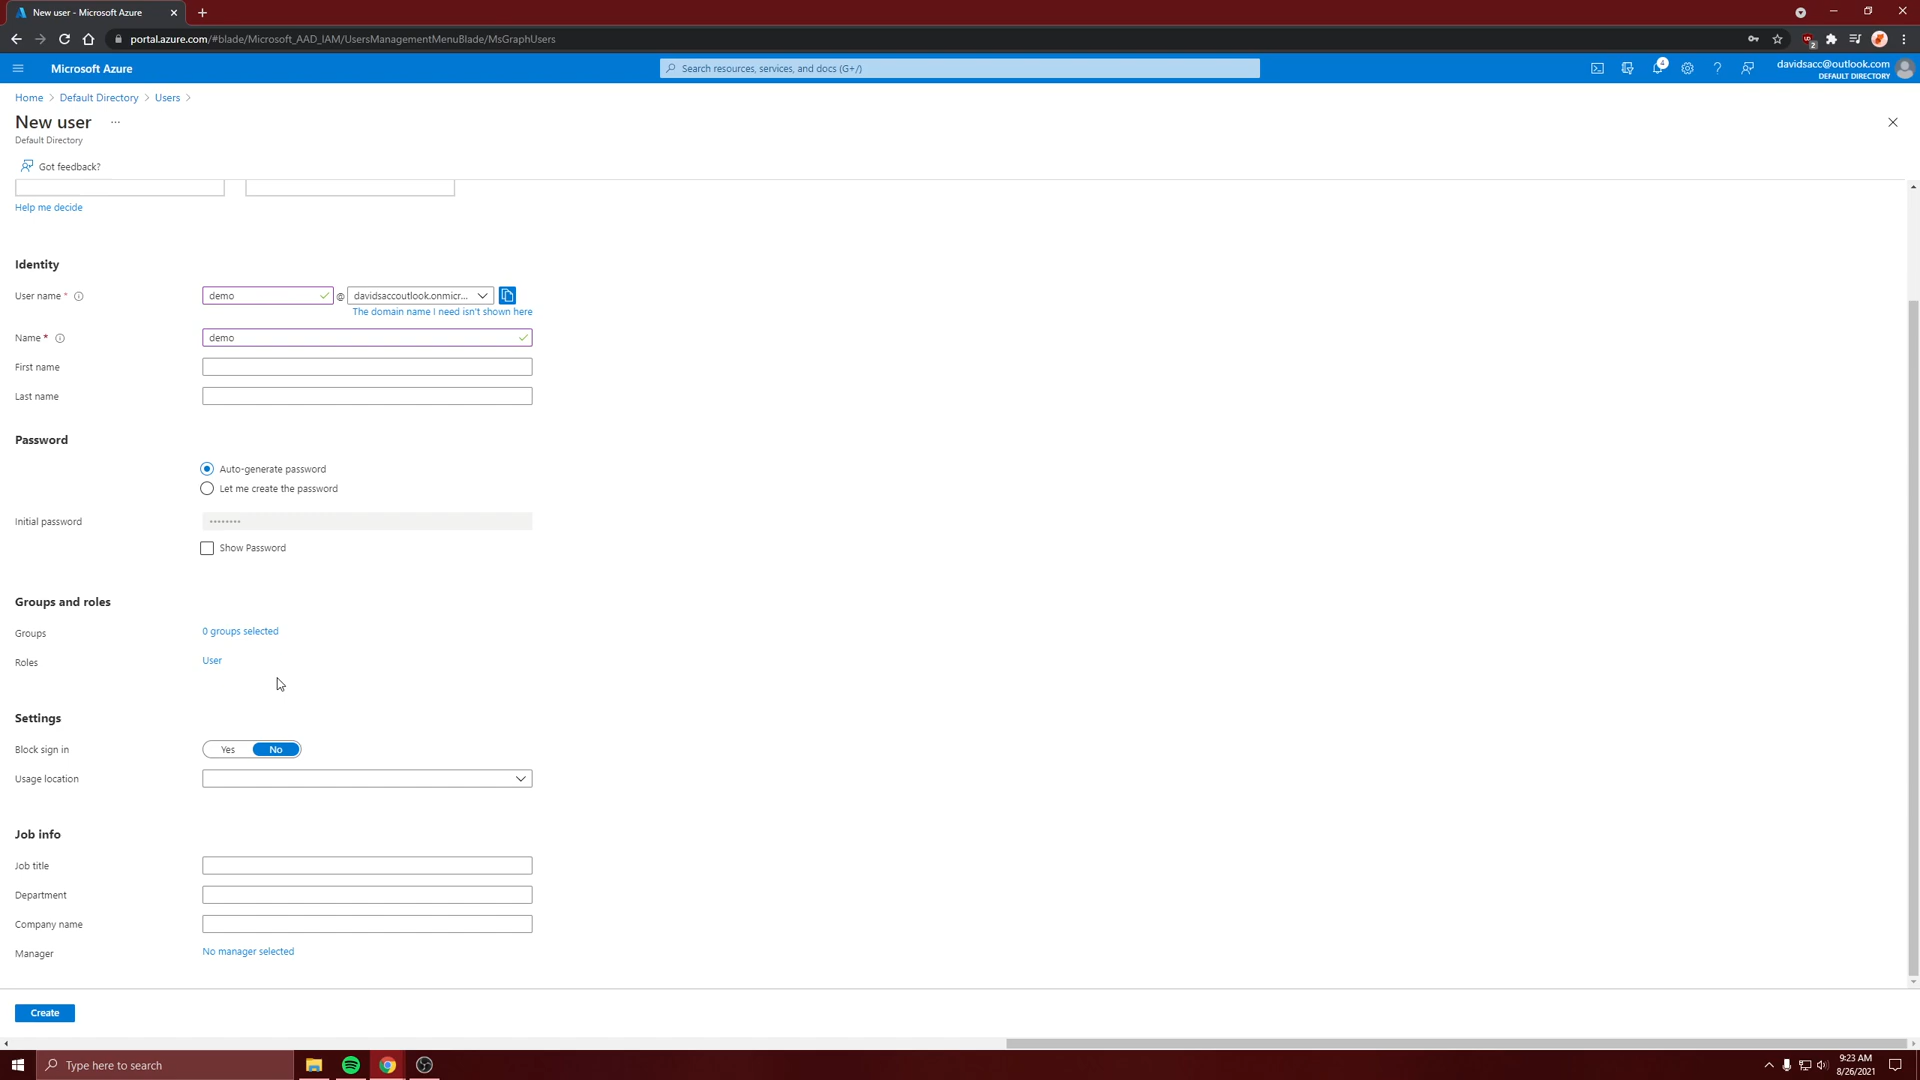 New user - Microsoft Azure
portal.azure.com/#blade/Microsoft_AAD_IAM/UsersManagementMenuBlade/MsGraphUsers
2
Microsoft Azure
Search resources, services, and docs (G+/)
4
davidsacc@outlook.com
DEFAULT DIRECTORY
Home > Default Directory > Users >
New user ...
Default Directory
Got feedback?
Help me decide
Identity
User name *
demo
@
davidsaccoutlook.onmicr...
The domain name I need isn't shown here
Name *
demo
First name
Last name
Password
Auto-generate password
Let me create the password
Initial password
••••••••
Show Password
Groups and roles
Groups
0 groups selected
Roles
User
Settings
Block sign in
Yes
No
Usage location
Job info
Job title
Department
Company name
Manager
No manager selected
Create
Type here to search
9:23 AM
8/26/2021